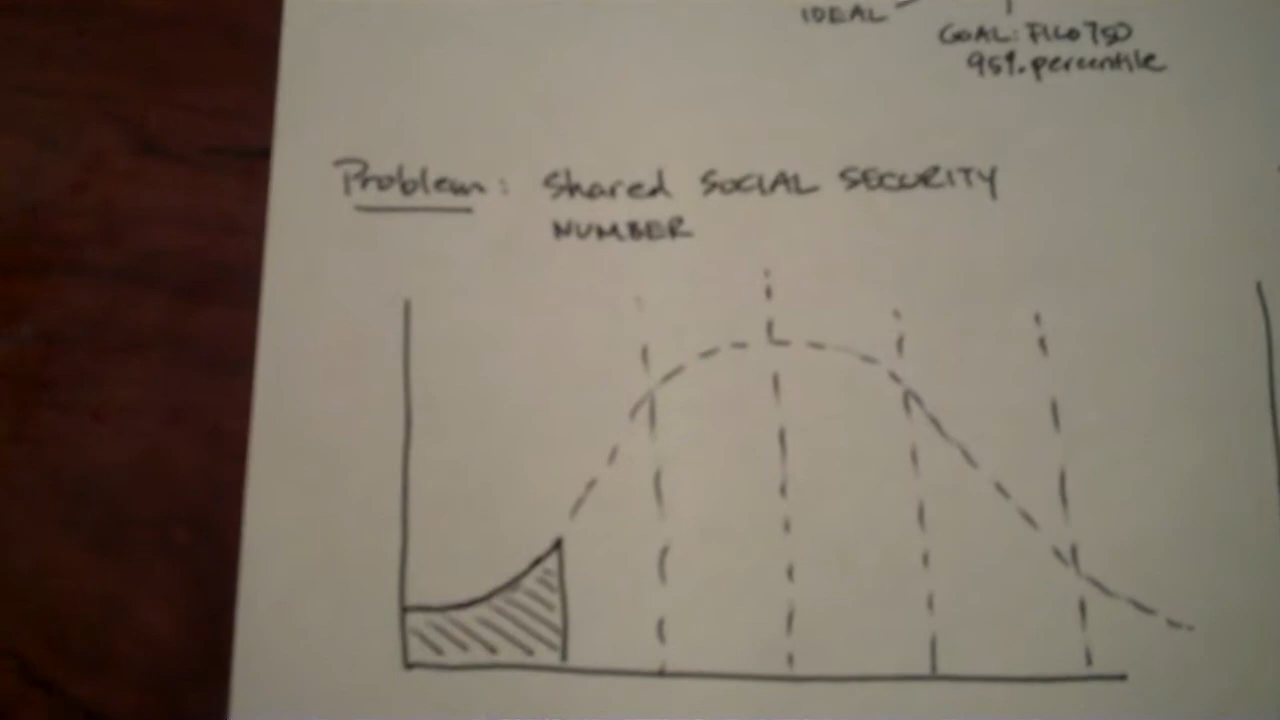 IDEAL
GOAL: FICO 750
95%. percentile
Problem: Shared SOCIAL SECURITY
NUMBER